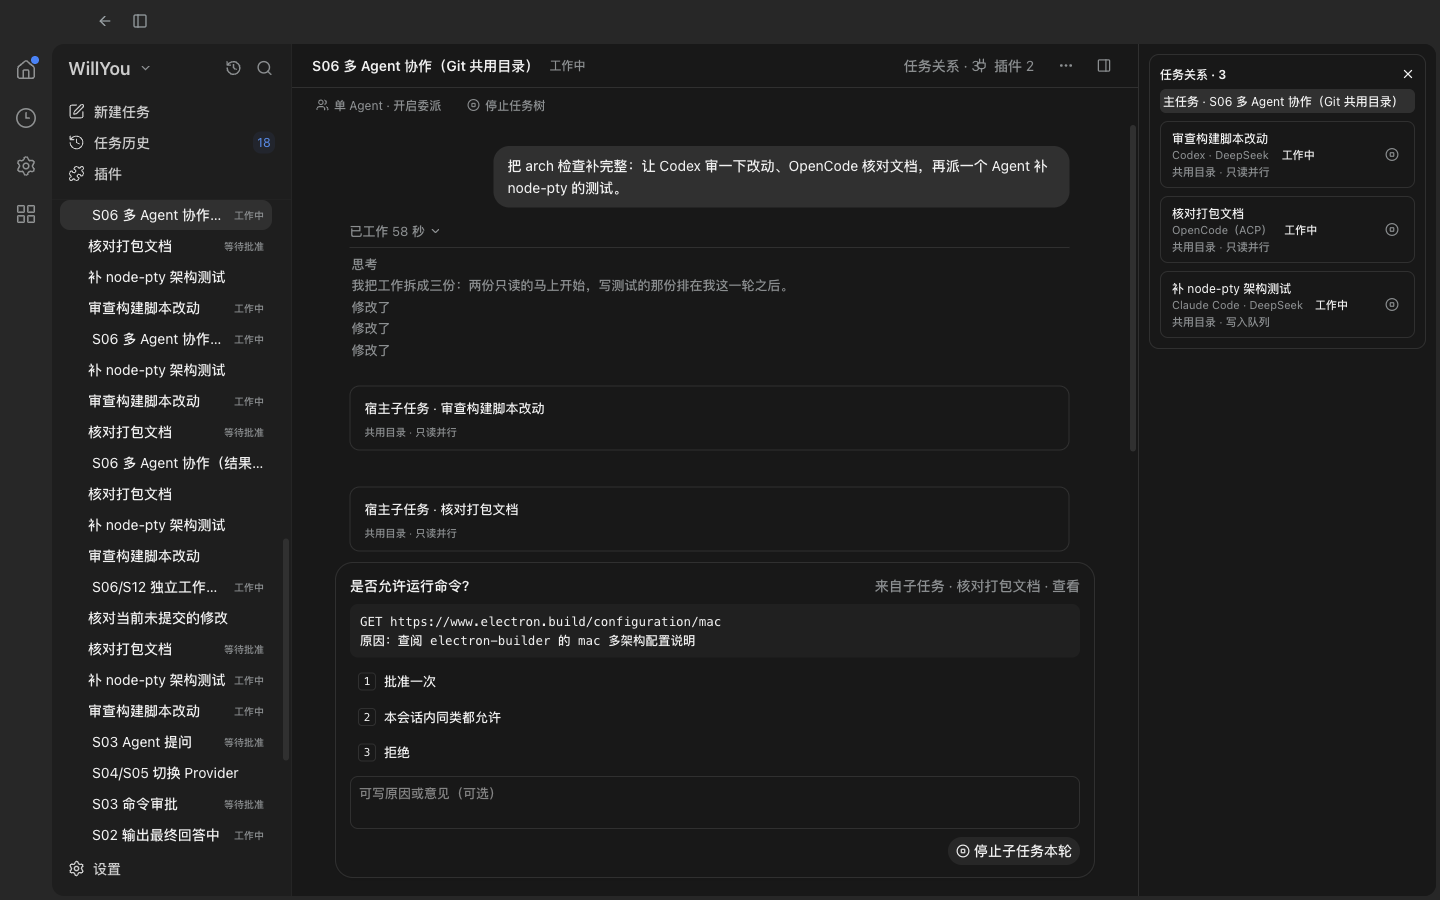 WillYou
新建任务
任务历史 18
插件
S06 多 Agent 协作... 工作中
核对打包文档 等待批准
补 node-pty 架构测试
审查构建脚本改动 工作中
S06 多 Agent 协作... 工作中
补 node-pty 架构测试
审查构建脚本改动 工作中
核对打包文档 等待批准
S06 多 Agent 协作（结果...
核对打包文档
补 node-pty 架构测试
审查构建脚本改动
S06/S12 独立工作... 工作中
核对当前未提交的修改
核对打包文档 等待批准
补 node-pty 架构测试 工作中
审查构建脚本改动 工作中
S03 Agent 提问 等待批准
S04/S05 切换 Provider
S03 命令审批 等待批准
S02 输出最终回答中 工作中
设置
S06 多 Agent 协作（Git 共用目录） 工作中
任务关系 · 3 插件 2
单 Agent · 开启委派 停止任务树
把 arch 检查补完整：让 Codex 审一下改动、OpenCode 核对文档，再派一个 Agent 补
node-pty 的测试。
已工作 58 秒
思考
我把工作拆成三份：两份只读的马上开始，写测试的那份排在我这一轮之后。
修改了
修改了
修改了
宿主子任务 · 审查构建脚本改动
共用目录 · 只读并行
宿主子任务 · 核对打包文档
共用目录 · 只读并行
是否允许运行命令? 来自子任务 · 核对打包文档 · 查看
GET https://www.electron.build/configuration/mac
原因：查阅 electron-builder 的 mac 多架构配置说明
1 批准一次
2 本会话内同类都允许
3 拒绝
可写原因或意见（可选）
停止子任务本轮
任务关系 · 3
主任务 · S06 多 Agent 协作（Git 共用目录）
审查构建脚本改动
Codex · DeepSeek 工作中
共用目录 · 只读并行
核对打包文档
OpenCode（ACP） 工作中
共用目录 · 只读并行
补 node-pty 架构测试
Claude Code · DeepSeek 工作中
共用目录 · 写入队列